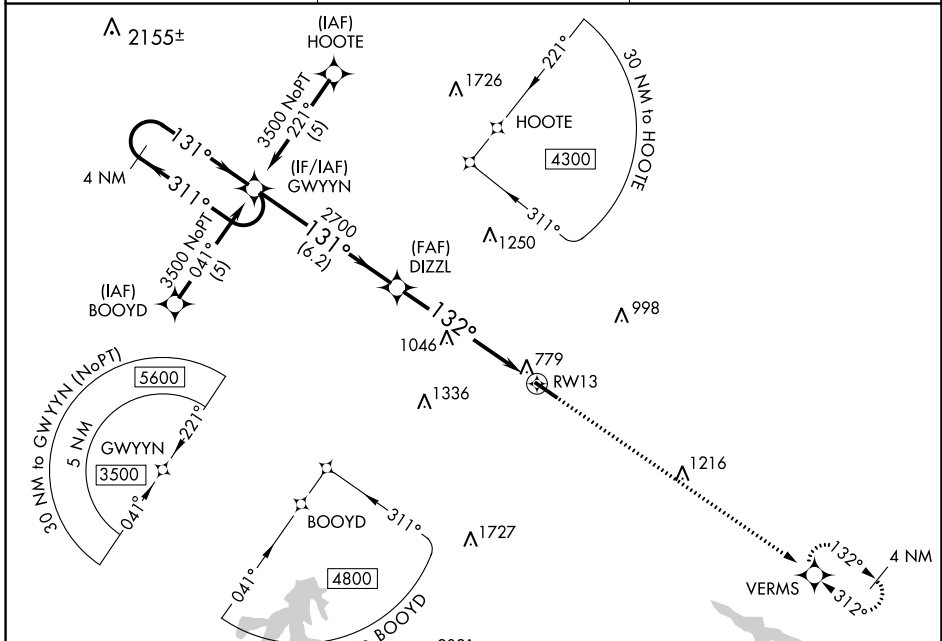 2155±
(IAF)
HOOTE
3500 NoPT
221°
(5)
131°
4 NM
311°
(IF/IAF)
GWYYN
3500 NoPT
041°
(5)
(IAF)
BOOYD
2700
131°
(6.2)
(FAF)
DIZZL
132°
1046
1336
779
RW13
998
1216
1726
221°
HOOTE
4300
30 NM to HOOTE
311°
1250
30 NM to GWYYN (NoPT)
5600
5 NM
221°
GWYYN
3500
041°
BOOYD
311°
041°
4800
BOOYD
1727
VERMS
132°
4 NM
312°